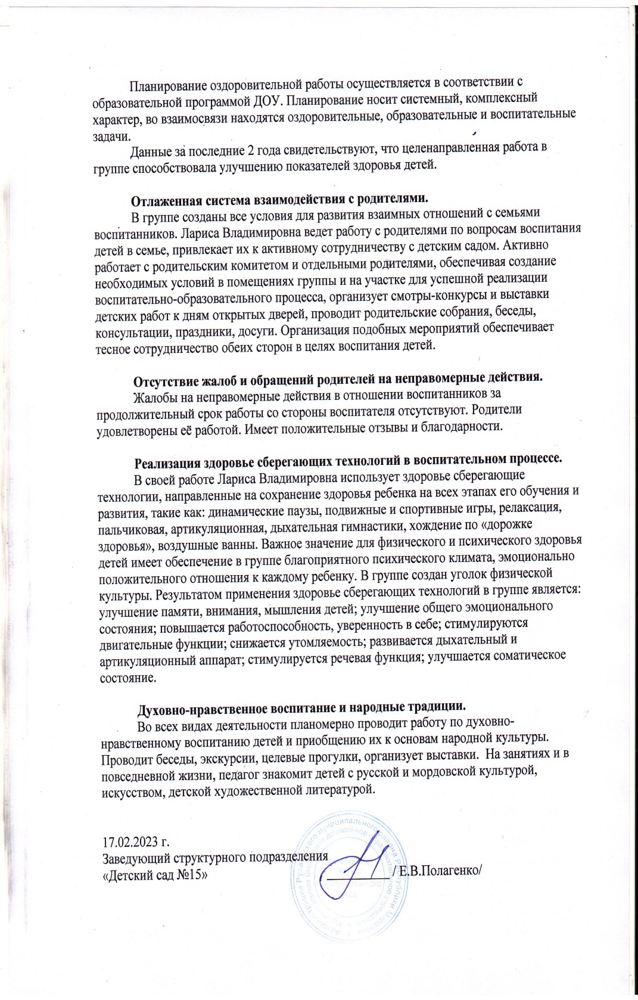 Планирование оздоровительной работы осуществляется в соответствии с
образовательной программой ДОУ. Планирование носит системный, комплексный
характер, во взаимосвязи находятся оздоровительные, образовательные и воспитательные
задачи.
Данные за последние 2 года свидетельствуют, что целенаправленная работа в
группе способствовала улучшению показателей здоровья детей.
Отлаженная система взаимодействия с родителями.
В группе созданы все условия для развития взаимных отношений с семьями
воспитанников. Лариса Владимировна ведет работу с родителями по вопросам воспитания
детей в семье, привлекает их к активному сотрудничеству с детским садом. Активно
работает с родительским комитетом и отдельными родителями, обеспечивая создание
необходимых условий в помещениях группы и на участке для успешной реализации
воспитательно-образовательного процесса, организует смотры-конкурсы и выставки
детских работ к дням открытых дверей, проводит родительские собрания, беседы,
консультации, праздники, досуги. Организация подобных мероприятий обеспечивает
тесное сотрудничество обеих сторон в целях воспитания детей.
Отсутствие жалоб и обращений родителей на неправомерные действия.
Жалобы на неправомерные действия в отношении воспитанников за
продолжительный срок работы со стороны воспитателя отсутствуют. Родители
удовлетворены её работой. Имеет положительные отзывы и благодарности.
Реализация здоровье сберегающих технологий в воспитательном процессе.
В своей работе Лариса Владимировна использует здоровье сберегающие
технологии, направленные на сохранение здоровья ребенка на всех этапах его обучения и
развития, такие как: динамические паузы, подвижные и спортивные игры, релаксация,
пальчиковая, артикуляционная, дыхательная гимнастики, хождение по «дорожке
здоровья», воздушные ванны. Важное значение для физического и психического здоровья
детей имеет обеспечение в группе благоприятного психического климата, эмоционально
положительного отношения к каждому ребенку. В группе создан уголок физической
культуры. Результатом применения здоровье сберегающих технологий в группе является:
улучшение памяти, внимания, мышления детей; улучшение общего эмоционального
состояния; повышается работоспособность, уверенность в себе; стимулируются
двигательные функции; снижается утомляемость; развивается дыхательный и
артикуляционный аппарат; стимулируется речевая функция; улучшается соматическое
состояние.
Духовно-нравственное воспитание и народные традиции.
Во всех видах деятельности планомерно проводит работу по духовно-
нравственному воспитанию детей и приобщению их к основам народной культуры.
Проводит беседы, экскурсии, целевые прогулки, организует выставки. На занятиях и в
повседневной жизни, педагог знакомит детей с русской и мордовской культурой,
искусством, детской художественной литературой.
17.02.2023 г.
Заведующий структурного подразделения
«Детский сад №15» __________ / Е.В.Полагенко/
муниципального района Республики Мордовия